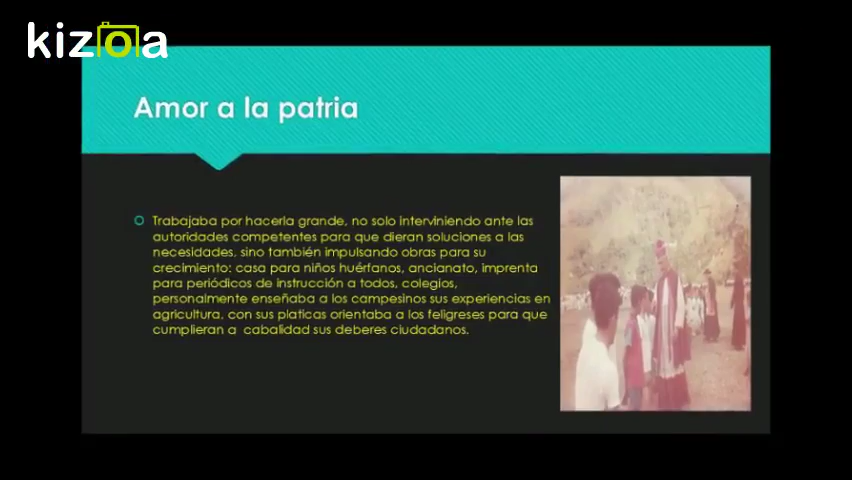 kizoa
Amor a la patria
Trabajaba por hacerla grande, no solo interviniendo ante las
autoridades competentes para que dieran soluciones a las
necesidades, sino también impulsando obras para su
crecimiento: casa para niños huérfanos, ancianato, imprenta
para periódicos de instrucción a todos, colegios,
personalmente enseñaba a los campesinos sus experiencias en
agricultura, con sus platicas orientaba a los feligreses para que
cumplieran a cabalidad sus deberes ciudadanos.